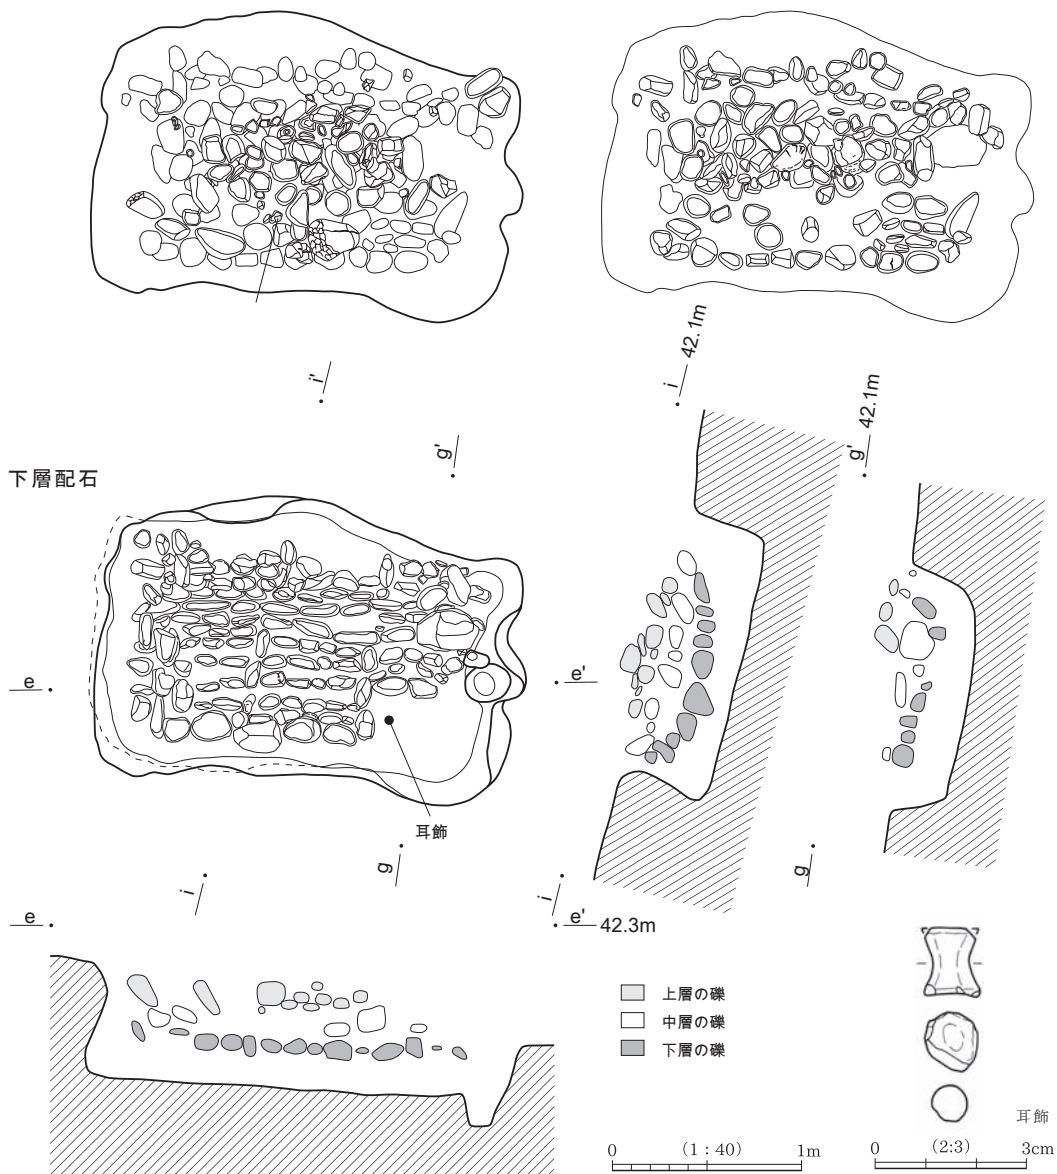 i'
i 42.1m
g'
g' 42.1m
下層配石
e
e'
耳飾
i
g
i
g
e
e' 42.3m
上層の礫
中層の礫
下層の礫
耳飾
0 (1:40) 1m
0 (2:3) 3cm